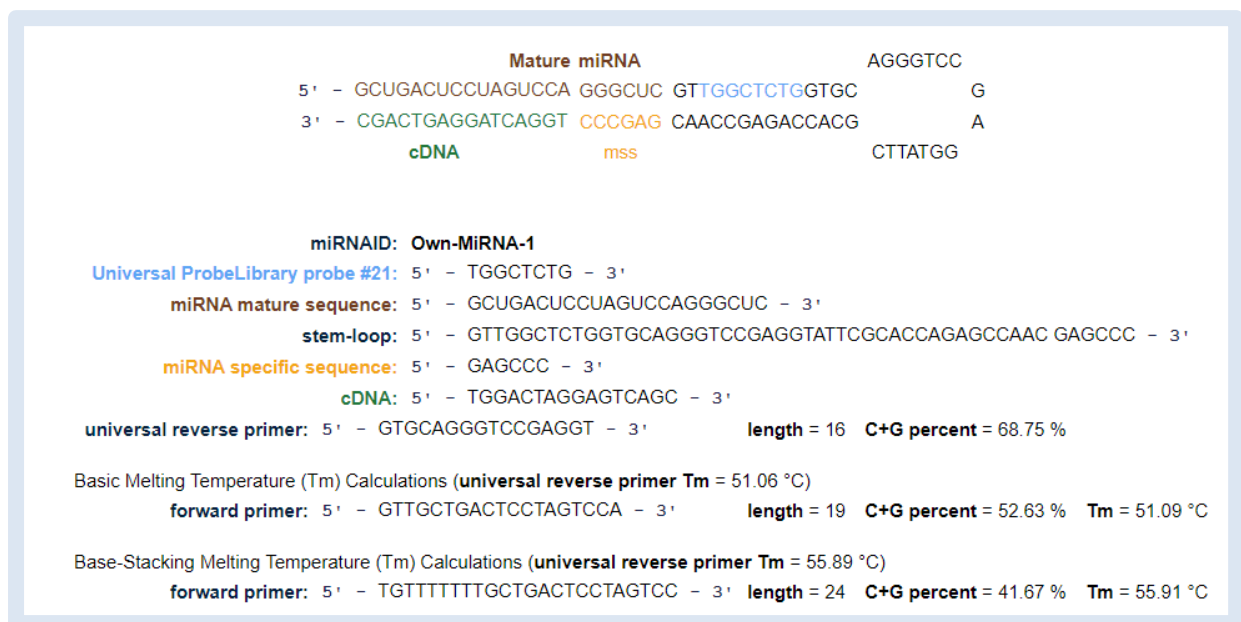 Mature miRNA AGGGTCC
5' - GCUGACUCCUAGUCCA GGGCUC GTTGGCTCTGGTGC G
3' - CGACTGAGGATCAGGT CCCGAG CAACCGAGACCACG A
cDNA mss CTTATGG
miRNAID: Own-MiRNA-1
Universal ProbeLibrary probe #21: 5' - TGGCTCTG - 3'
miRNA mature sequence: 5' - GCUGACUCCUAGUCCAGGGCUC - 3'
stem-loop: 5' - GTTGGCTCTGGTGCAGGGTCCGAGGTATTCGCACCAGAGCCAAC GAGCCC - 3'
miRNA specific sequence: 5' - GAGCCC - 3'
cDNA: 5' - TGGACTAGGAGTCAGC - 3'
universal reverse primer: 5' - GTGCAGGGTCCGAGGT - 3' length = 16 C+G percent = 68.75 %
Basic Melting Temperature (Tm) Calculations (universal reverse primer Tm = 51.06 °C)
forward primer: 5' - GTTGCTGACTCCTAGTCCA - 3' length = 19 C+G percent = 52.63 % Tm = 51.09 °C
Base-Stacking Melting Temperature (Tm) Calculations (universal reverse primer Tm = 55.89 °C)
forward primer: 5' - TGTTTTTTTGCTGACTCCTAGTCC - 3' length = 24 C+G percent = 41.67 % Tm = 55.91 °C